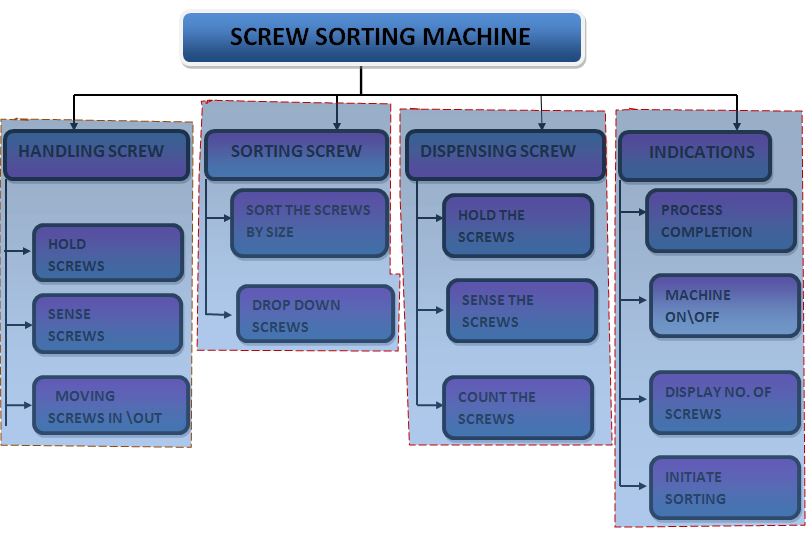 SCREW SORTING MACHINE
HANDLING SCREW
HOLD
SCREWS
SENSE
SCREWS
MOVING
SCREWS IN \OUT
SORTING SCREW
SORT THE SCREWS
BY SIZE
DROP DOWN
SCREWS
DISPENSING SCREW
HOLD THE
SCREWS
SENSE THE
SCREWS
COUNT THE
SCREWS
INDICATIONS
PROCESS
COMPLETION
MACHINE
ON\OFF
DISPLAY NO. OF
SCREWS
INITIATE
SORTING